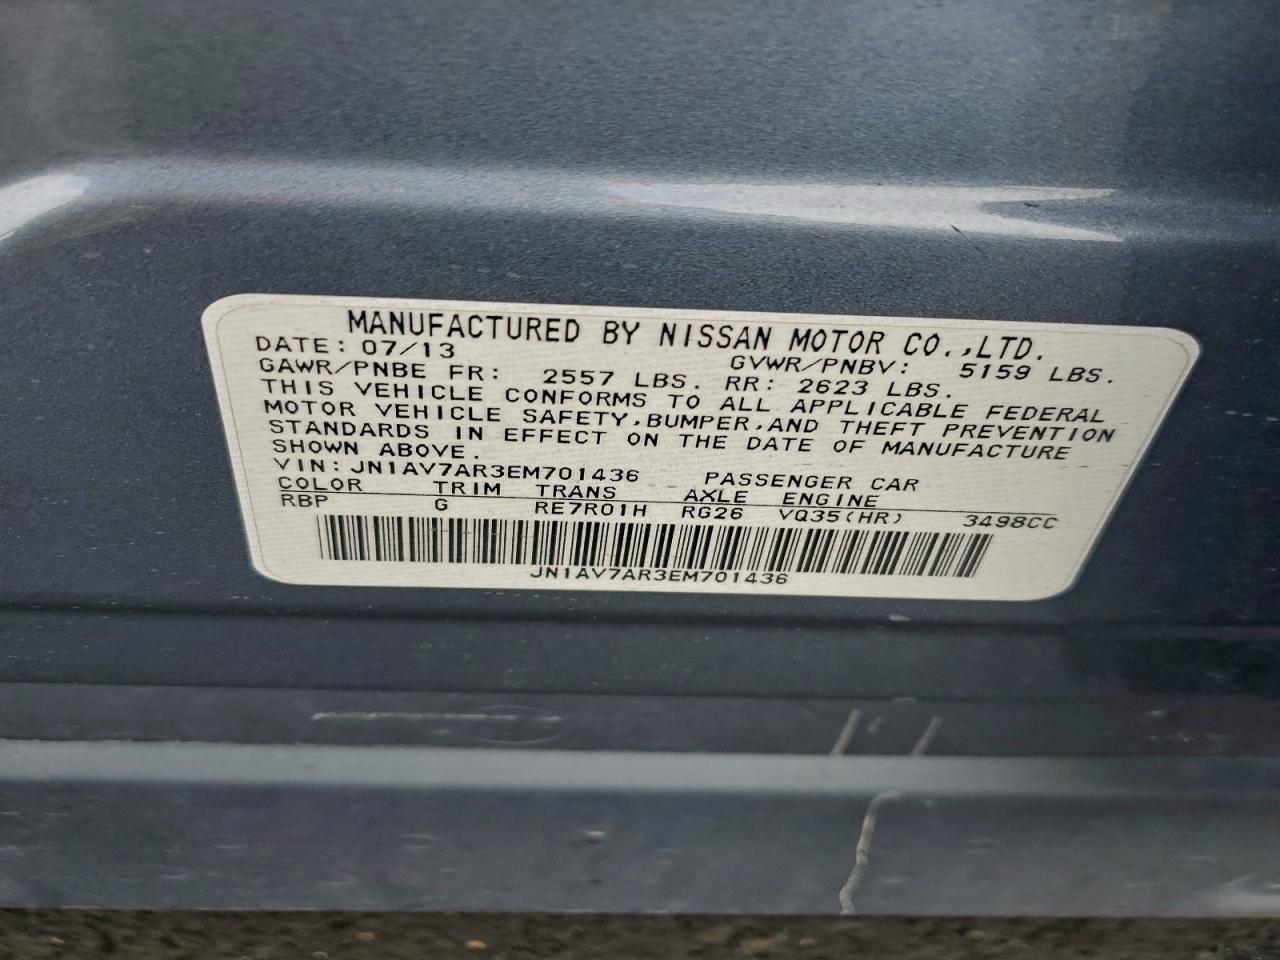 MANUFACTURED BY NISSAN MOTOR CO.,LTD.
DATE: 07/13 GVWR/PNBV: 5159 LBS.
GAWR/PNBE FR: 2557 LBS. RR: 2623 LBS.
THIS VEHICLE CONFORMS TO ALL APPLICABLE FEDERAL
MOTOR VEHICLE SAFETY,BUMPER,AND THEFT PREVENTION
STANDARDS IN EFFECT ON THE DATE OF MANUFACTURE
SHOWN ABOVE.
VIN: JN1AV7AR3EM701436 PASSENGER CAR
COLOR TRIM TRANS AXLE ENGINE
RBP G RE7R01H RG26 VQ35(HR) 3498CC
JN1AV7AR3EM701436